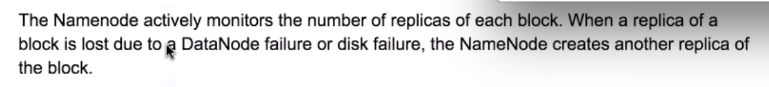 The Namenode actively monitors the number of replicas of each block. When a replica of a
block is lost due to a DataNode failure or disk failure, the NameNode creates another replica of
the block.